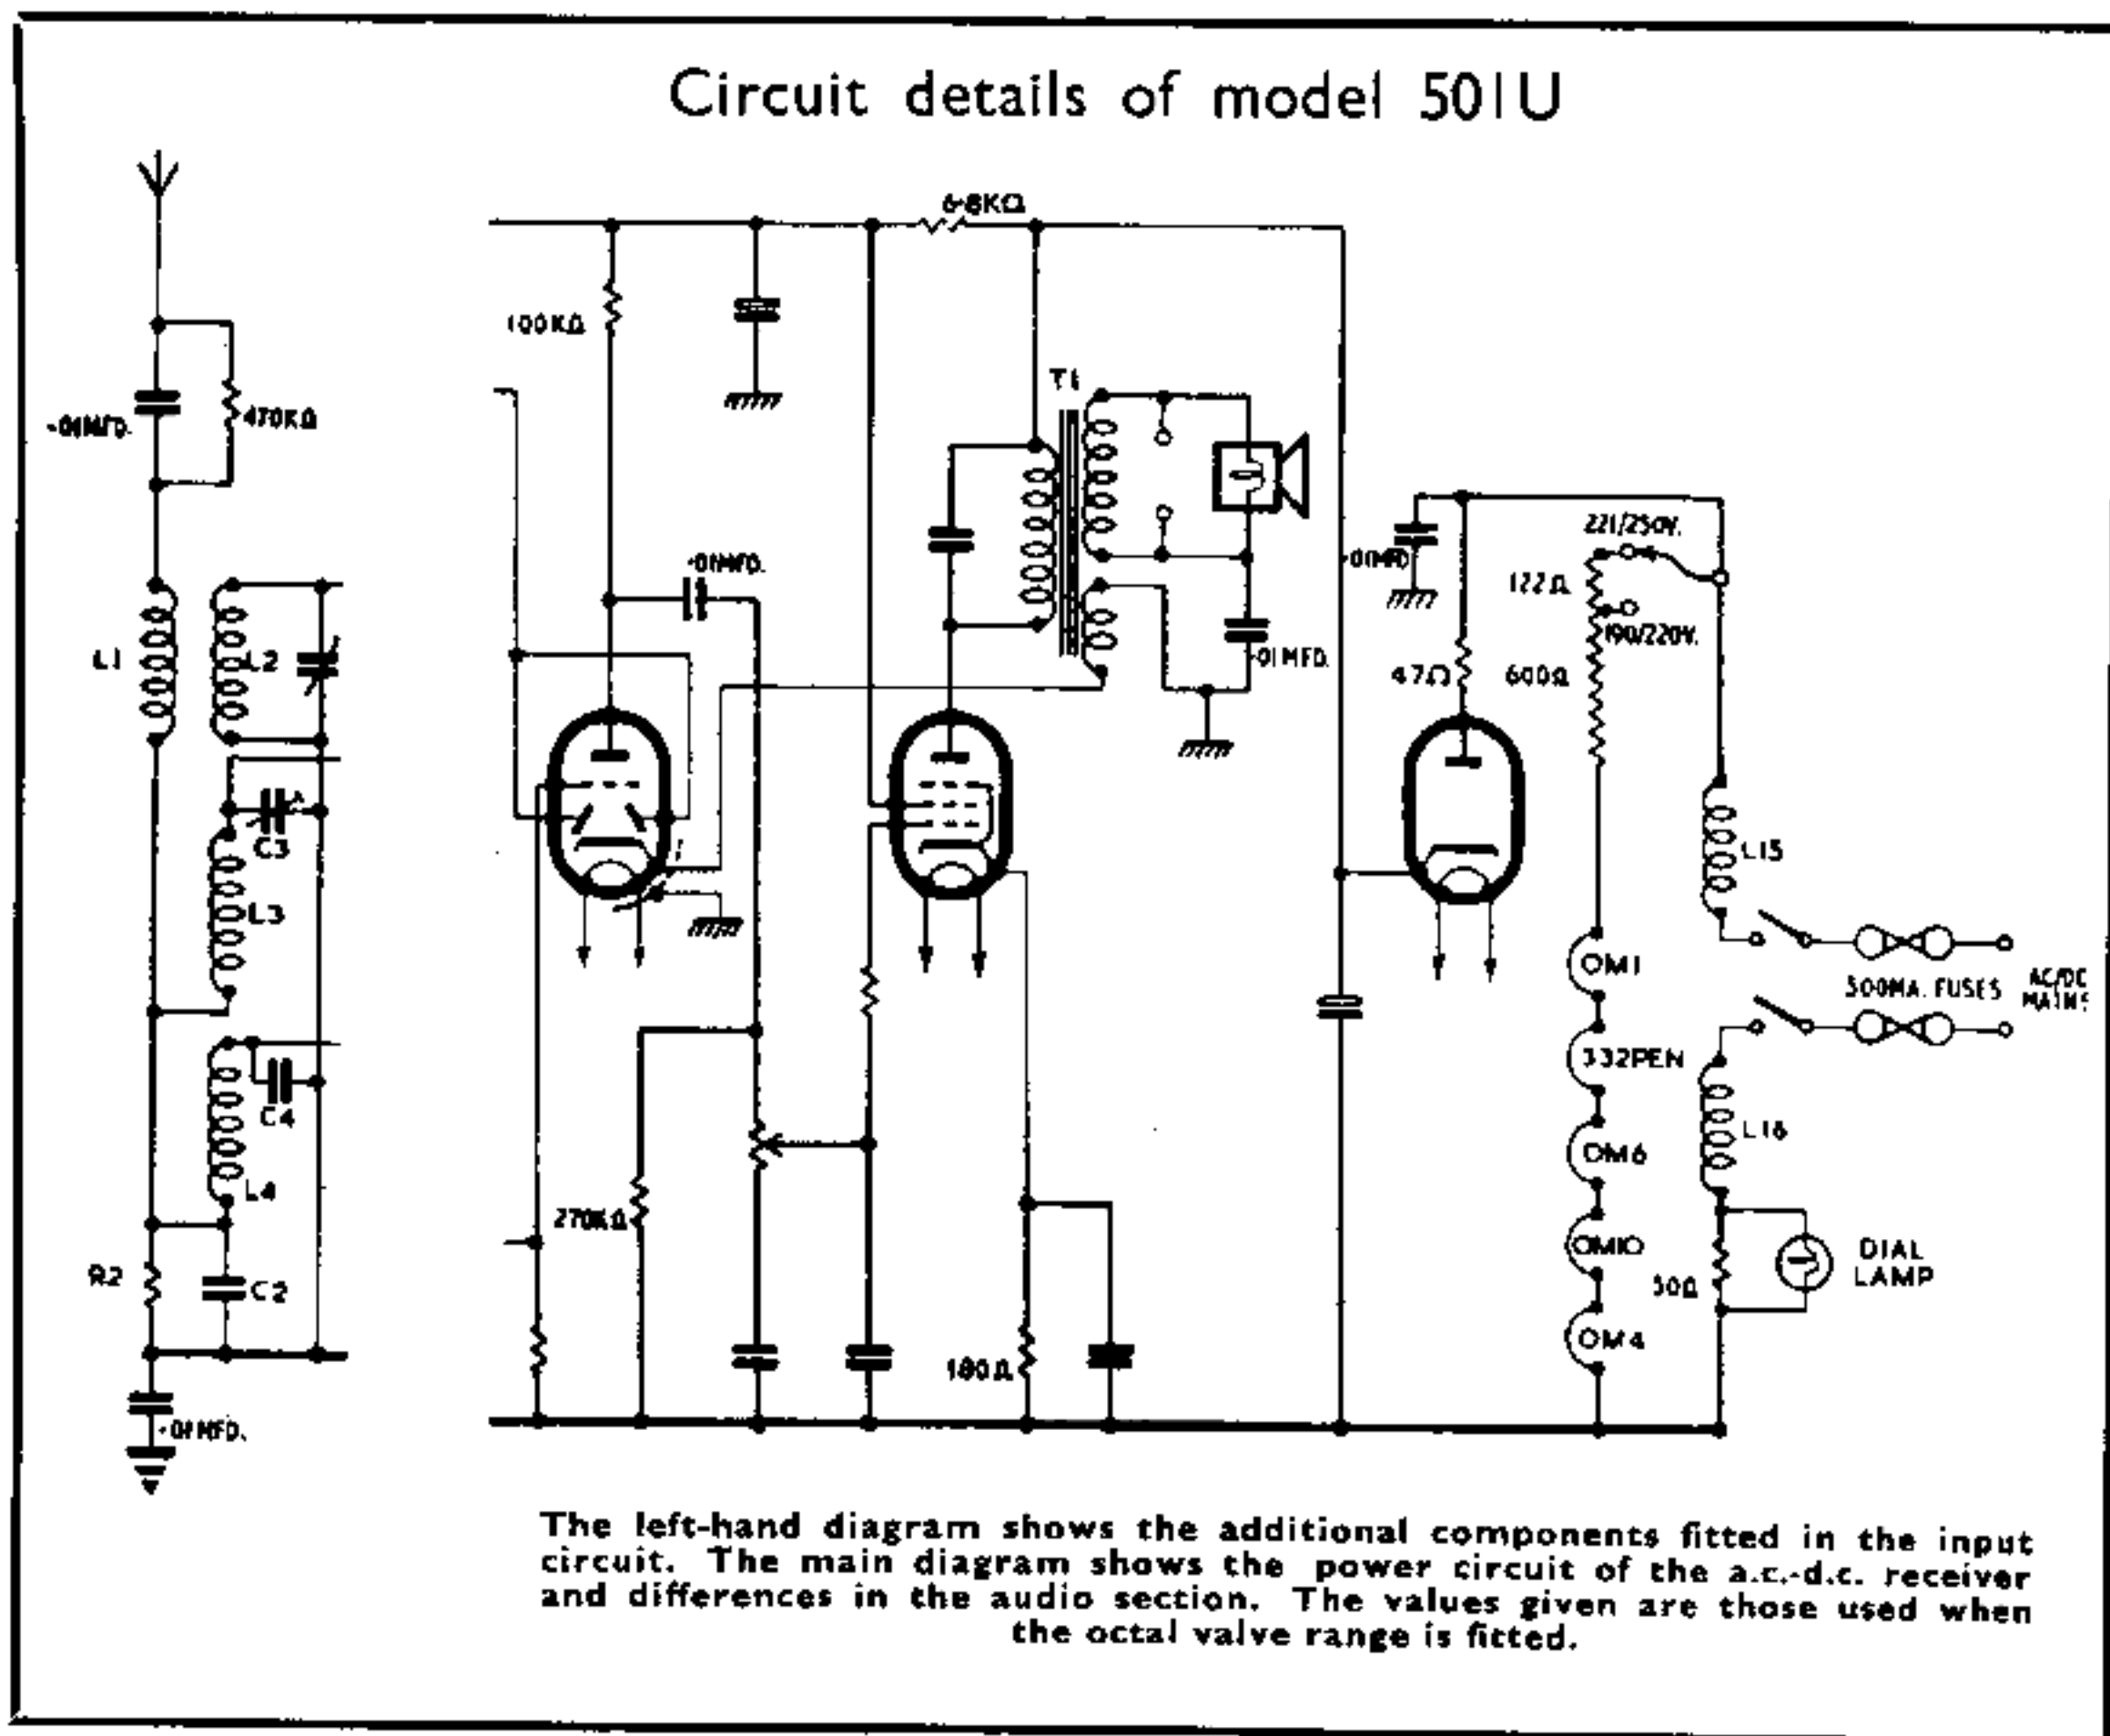 Circuit details of model 501U
6·8KΩ
100KΩ
·01MFD.
470KΩ
T1
·01MFD.
·01MFD
221/250V.
122Ω
190/220V.
·01MFD.
47Ω
600Ω
L1
L2
C3
L3
L15
OM1
500MA. FUSES
AC/DC
MAINS
332PEN
C4
L16
OM6
L4
270KΩ
R2
C2
OM10
DIAL
LAMP
50Ω
OM4
180Ω
·01MFD.
The left-hand diagram shows the additional components fitted in the input
circuit. The main diagram shows the power circuit of the a.c.-d.c. receiver
and differences in the audio section. The values given are those used when
the octal valve range is fitted.